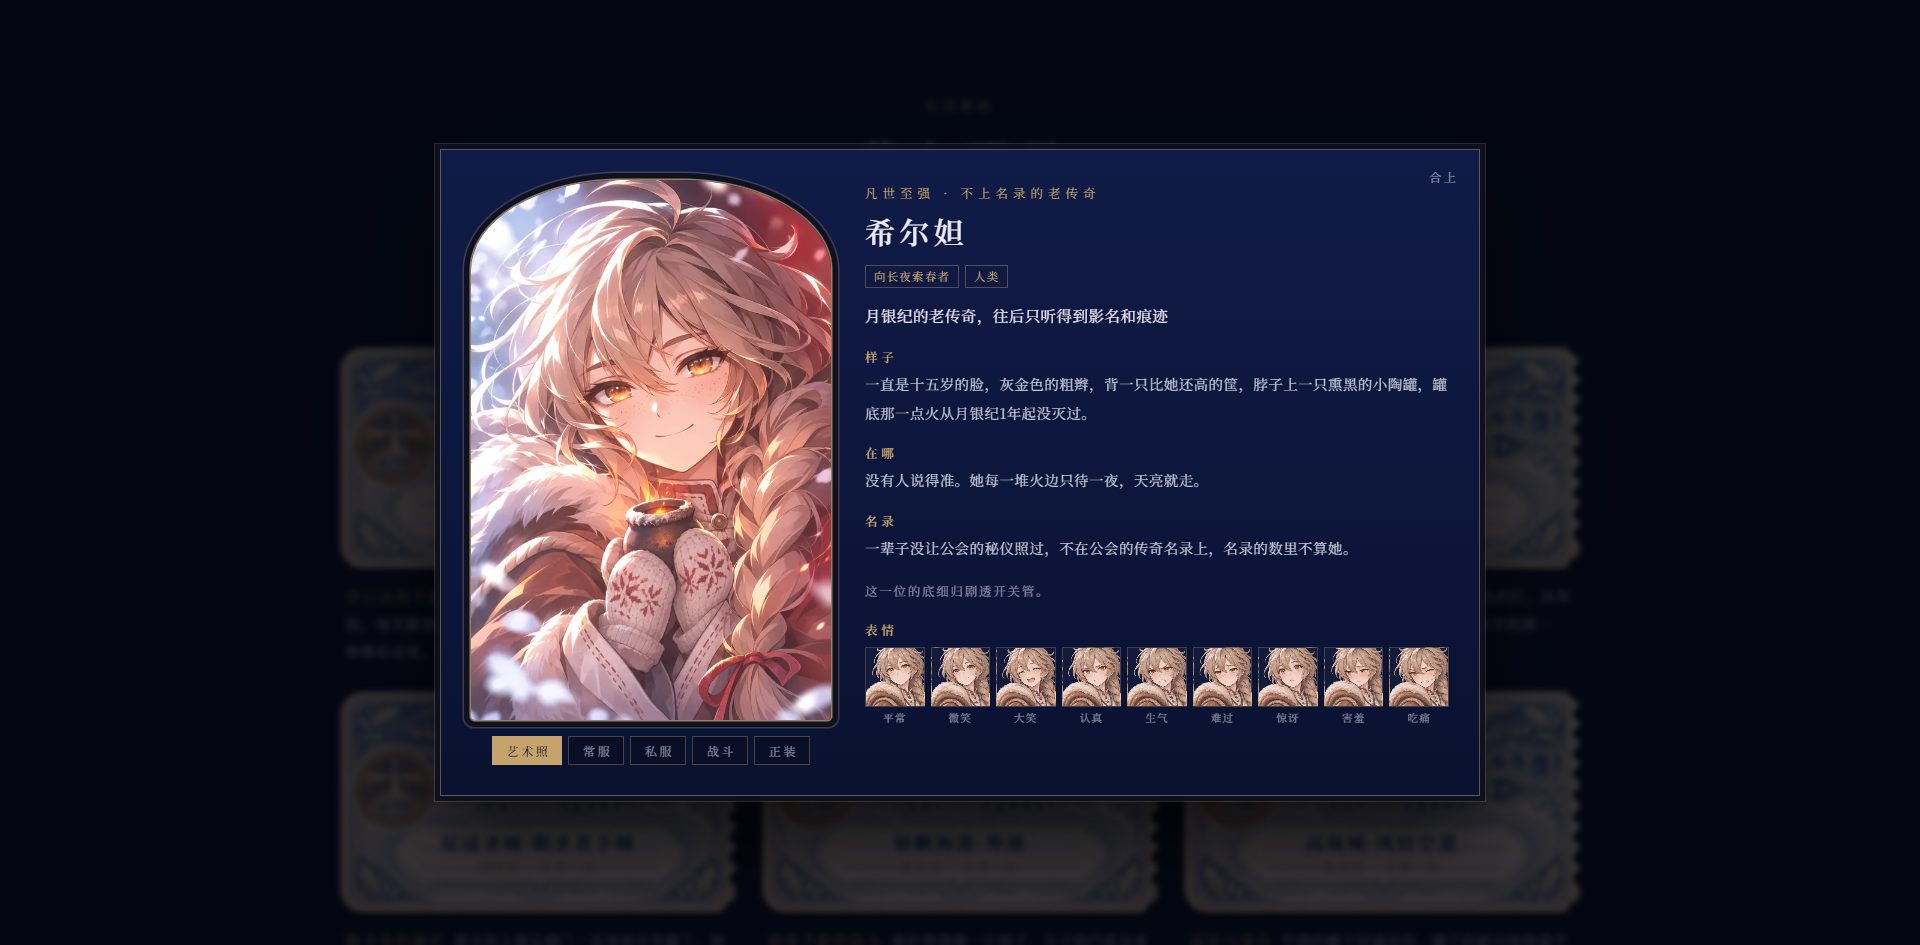 合上
凡世至强 · 不上名录的老传奇
希尔妲
向长夜索春者
人类
月银纪的老传奇，往后只听得到影名和痕迹
样子
一直是十五岁的脸，灰金色的粗辫，背一只比她还高的筐，脖子上一只熏黑的小陶罐，罐
底那一点火从月银纪1年起没灭过。
在哪
没有人说得准。她每一堆火边只待一夜，天亮就走。
名录
一辈子没让公会的秘仪照过，不在公会的传奇名录上，名录的数里不算她。
这一位的底细归剧透开关管。
表情
平常 微笑 大笑 认真 生气 难过 惊讶 害羞 吃痛
艺术照 常服 私服 战斗 正装